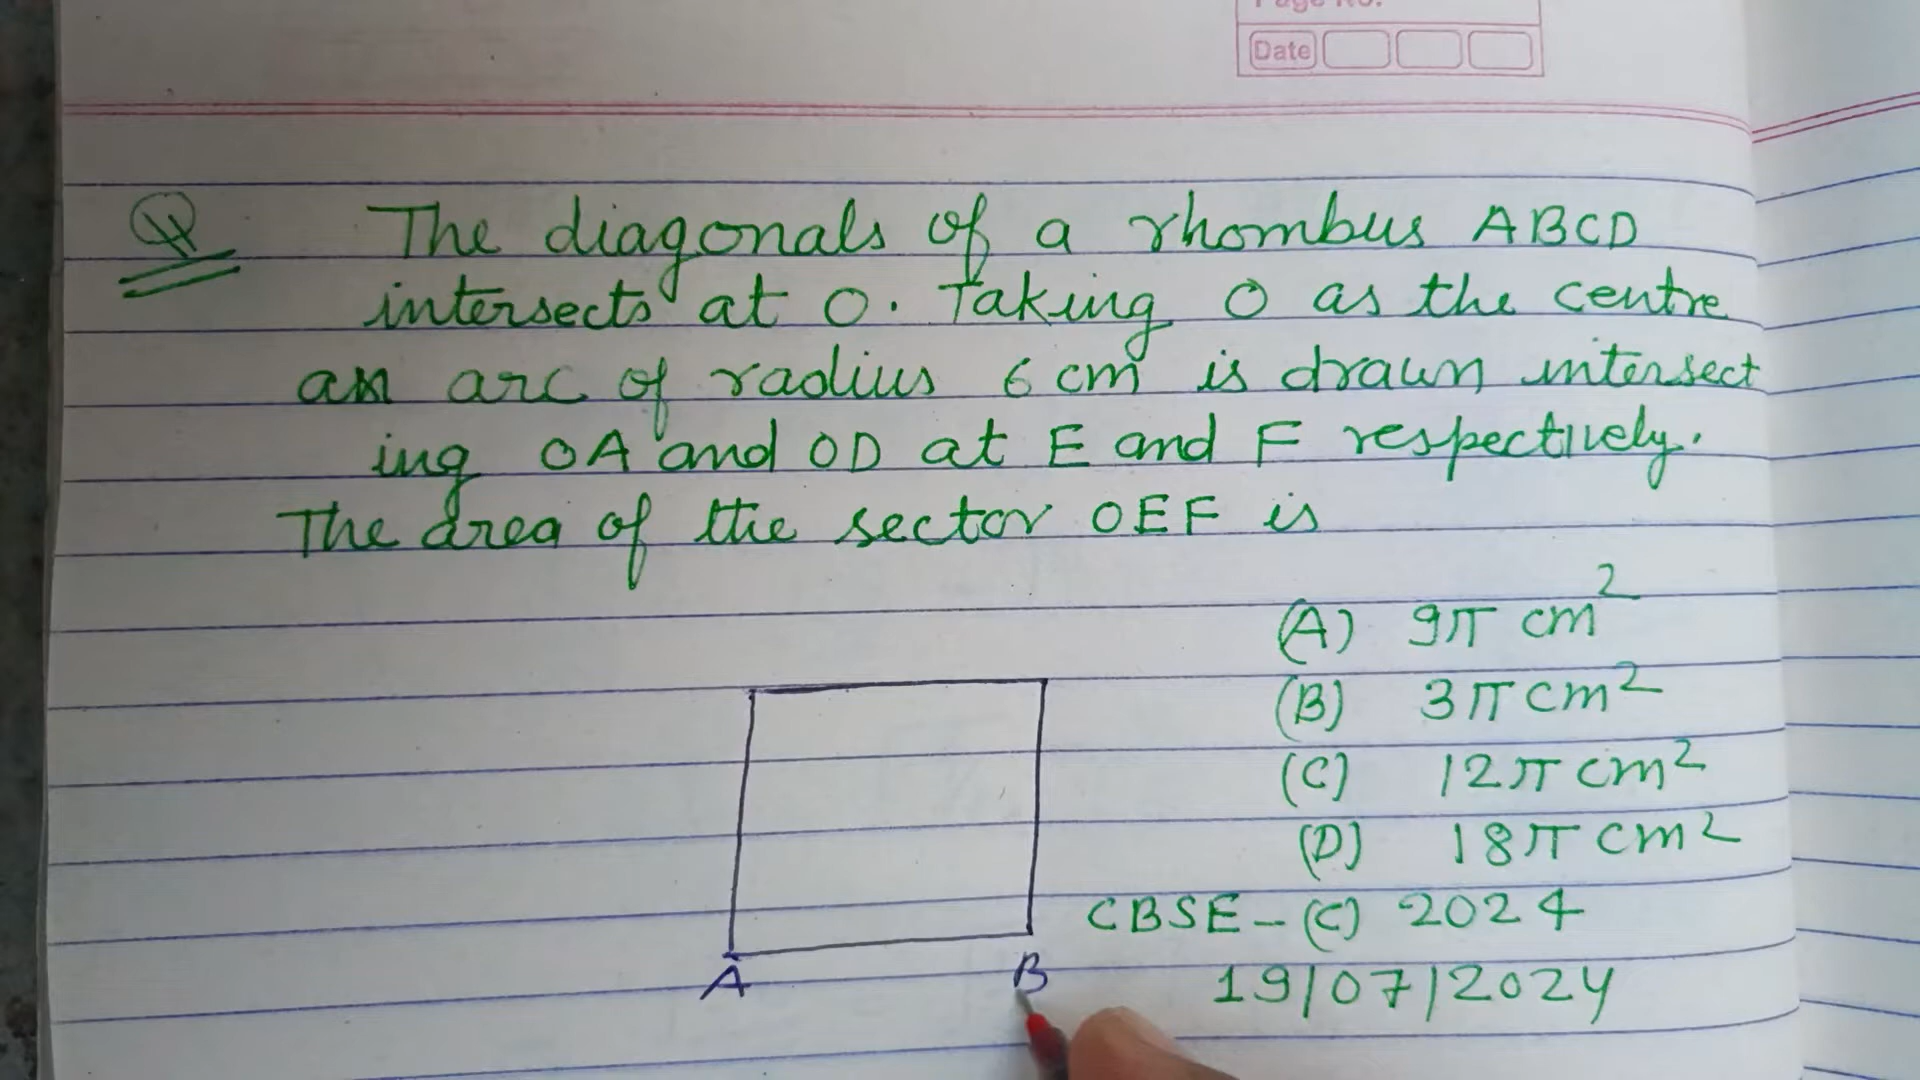 Page No.
Date
Q The diagonals of a rhombus ABCD
intersects at O. Taking O as the centre
an arc of radius 6 cm is drawn intersect
ing OA and OD at E and F respectively.
The area of the sector OEF is
(A) 9π cm²
(B) 3π cm²
(C) 12π cm²
(D) 18π cm²
CBSE-(C) 2024
A B 19/07/2024